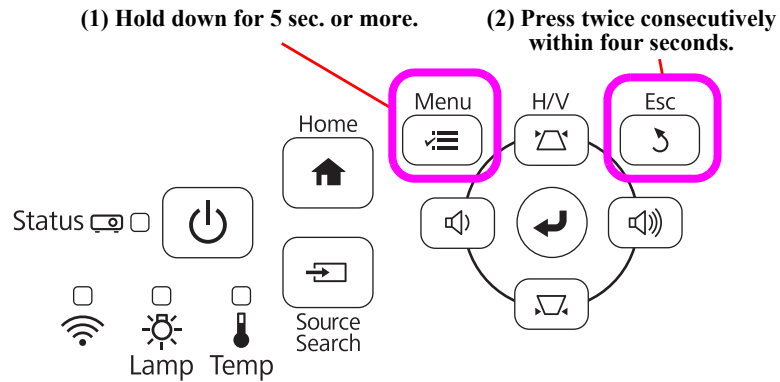 (1) Hold down for 5 sec. or more.
(2) Press twice consecutively
within four seconds.
Menu
H/V
Esc
Home
Status
Source
Search
Lamp
Temp